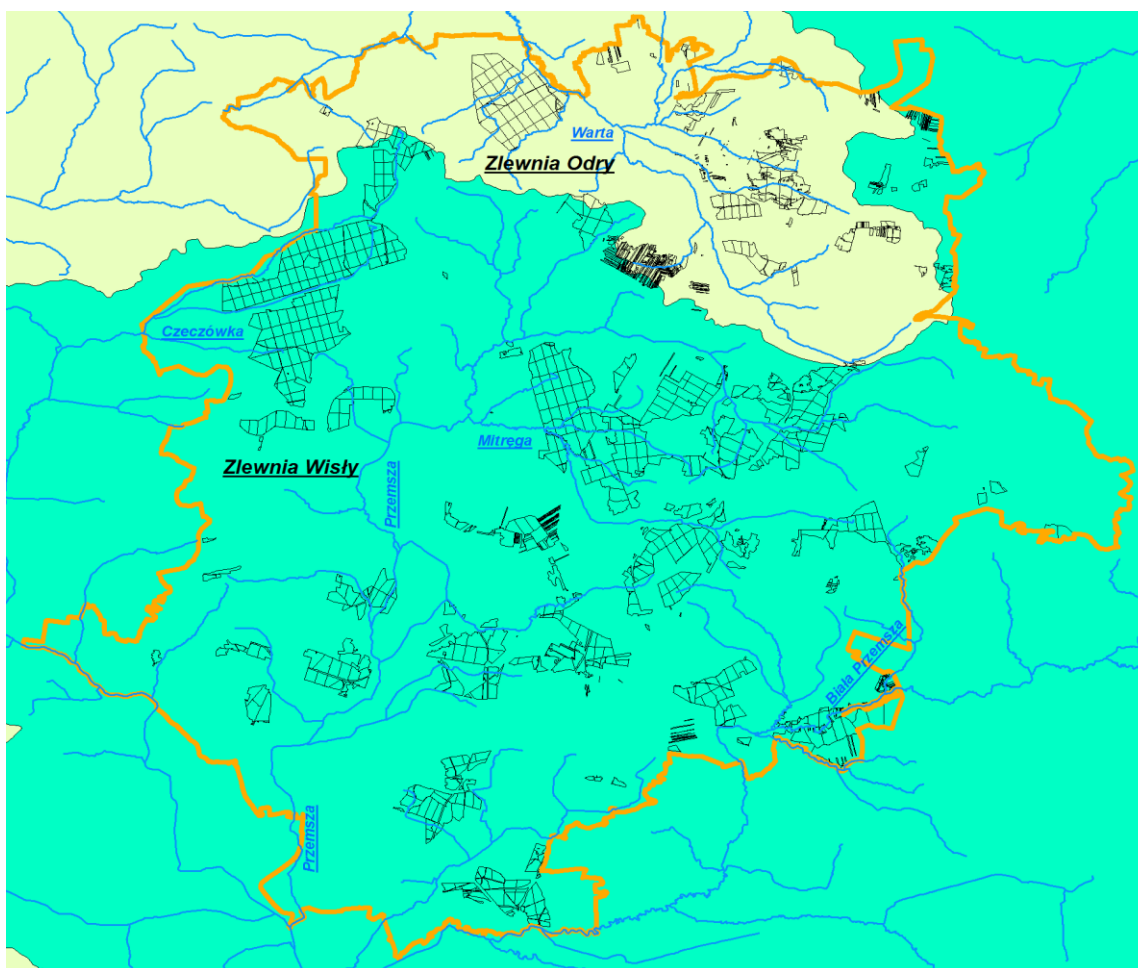 Warta
Zlewnia Odry
Czeczówka
Mitręga
Zlewnia Wisły
Przemsza
Biała Przemsza
Przemsza